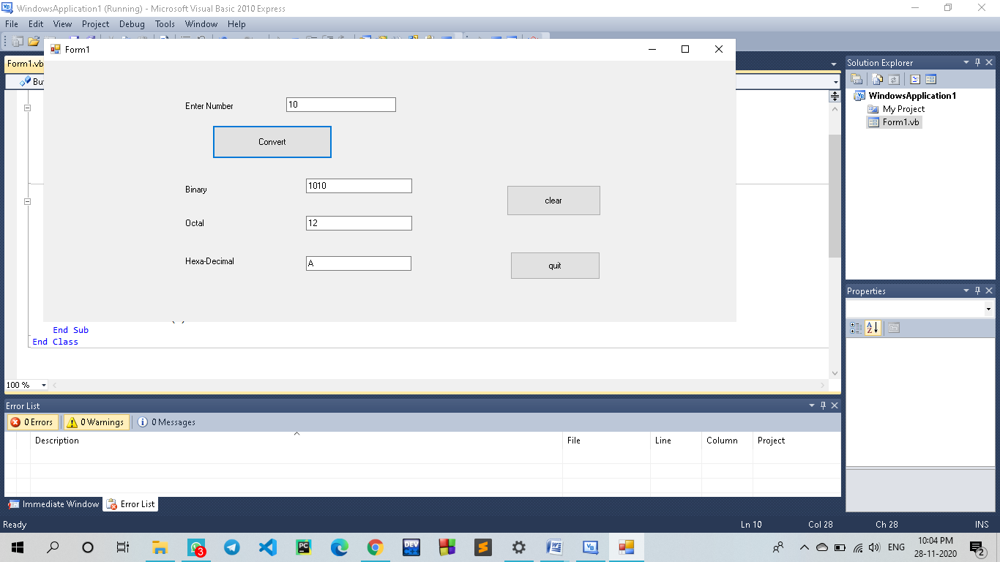 WindowsApplication1 (Running) - Microsoft Visual Basic 2010 Express
File Edit View Project Debug Tools Window Help
Form1
Form1.vb
Enter Number 10
Convert
Binary 1010
clear
Octal 12
Hexa-Decimal A
quit
End Sub
End Class
100 %
Solution Explorer
WindowsApplication1
My Project
Form1.vb
Properties
Error List
0 Errors 0 Warnings 0 Messages
Description File Line Column Project
Immediate Window Error List
Ready Ln 10 Col 28 Ch 28 INS
3 PC DEV ENG 10:04 PM
28-11-2020 2